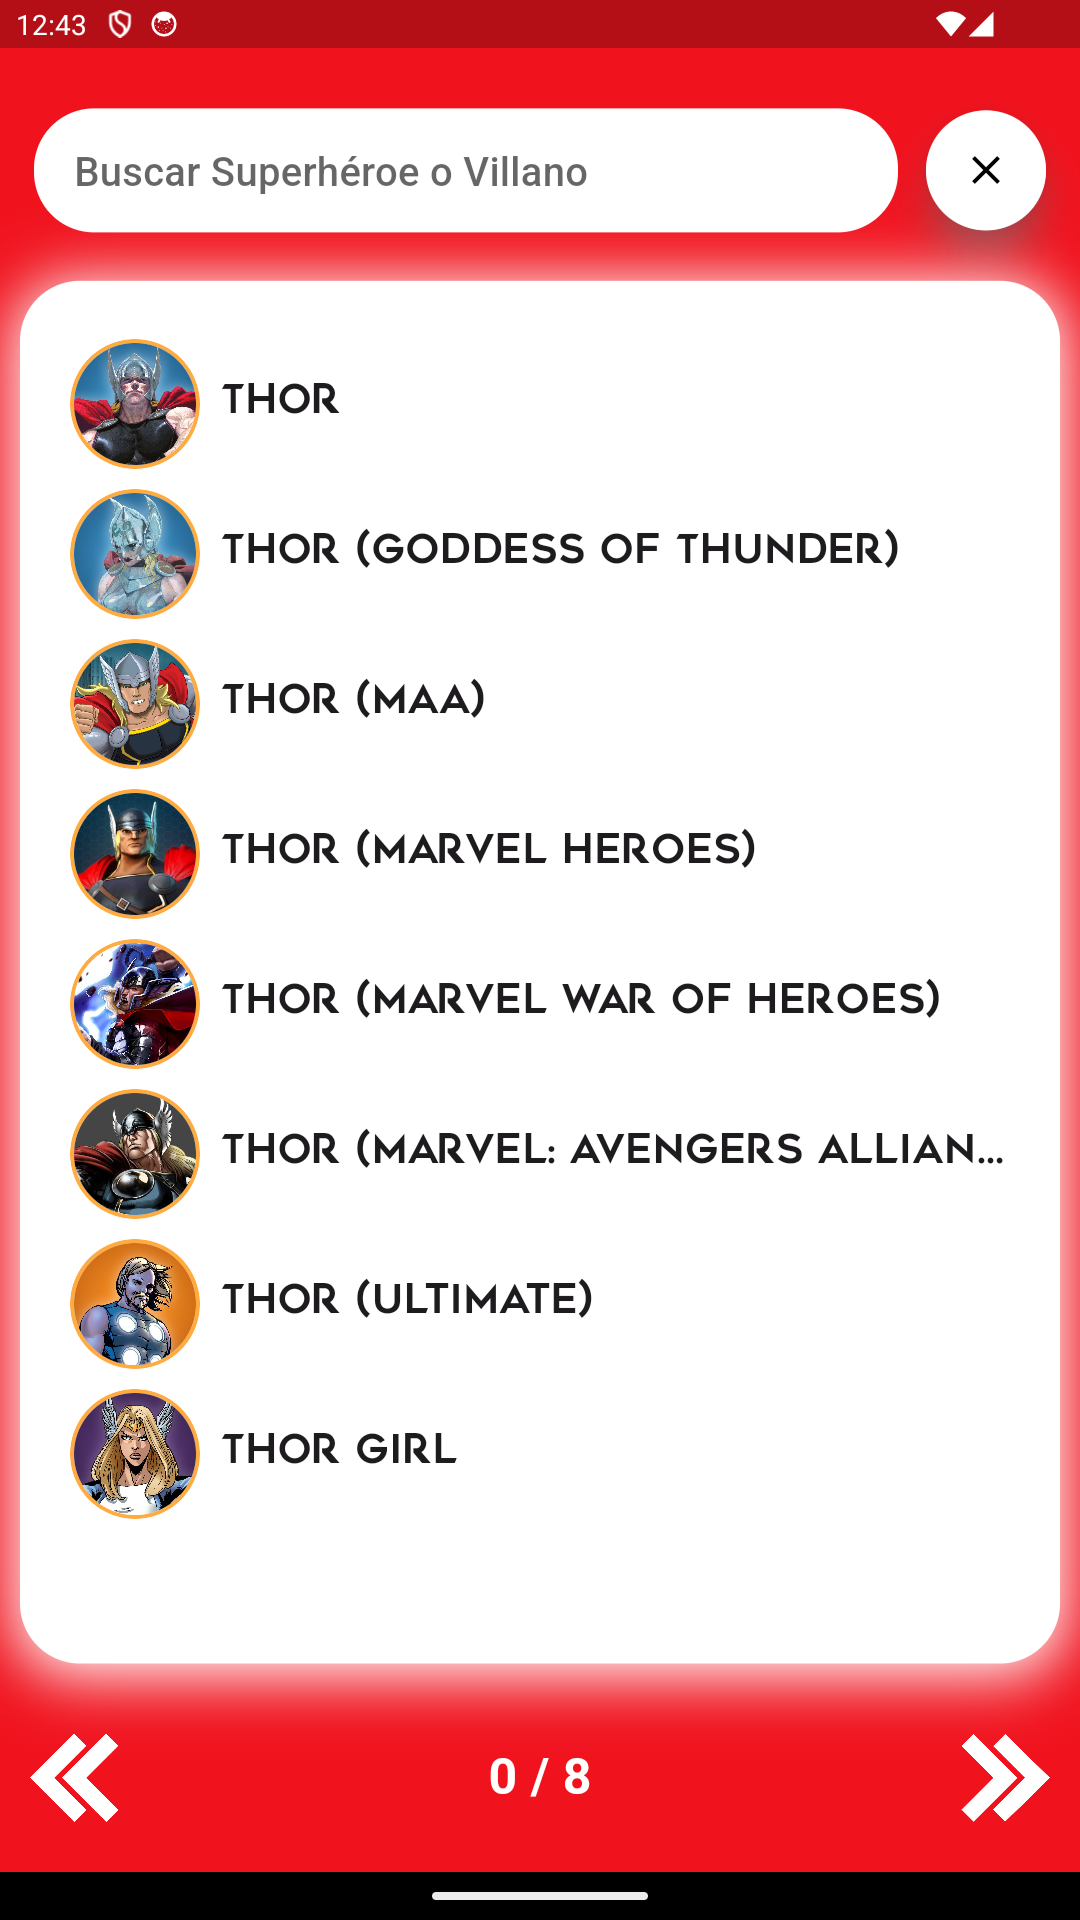 12:43
Buscar Superhéroe o Villano
THOR
THOR (GODDESS OF THUNDER)
THOR (MAA)
THOR (MARVEL HEROES)
THOR (MARVEL WAR OF HEROES)
THOR (MARVEL: AVENGERS ALLIAN...
THOR (ULTIMATE)
THOR GIRL
0 / 8